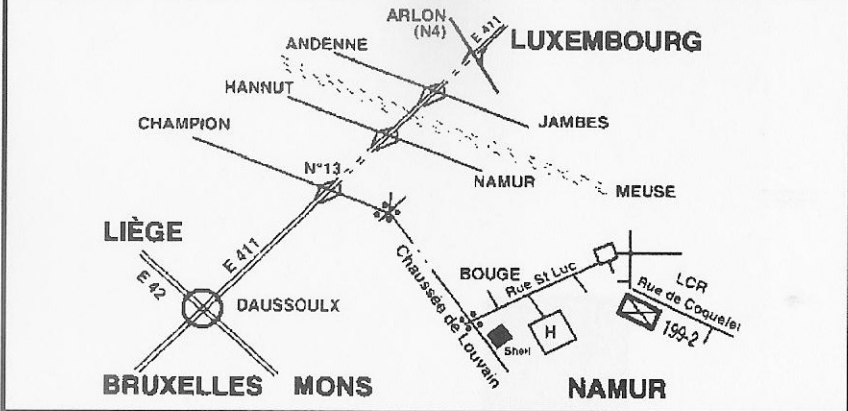 ARLON
(N4)
E 411
LUXEMBOURG
ANDENNE
HANNUT
JAMBES
CHAMPION
N°13
NAMUR
MEUSE
LIÈGE
E 411
E 42
DAUSSOULX
Chaussée de Louvain
BOUGE
Rue St Luc
LCR
Rue de Coquelet
199-2
H
Shell
BRUXELLES
MONS
NAMUR